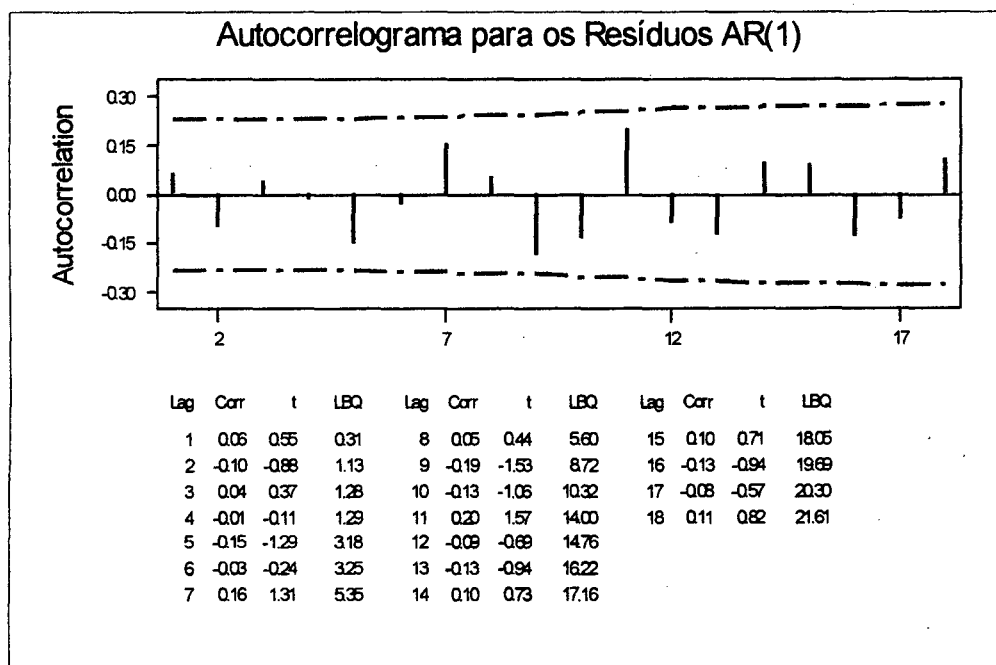 Autocorrelograma para os Resíduos AR(1)
Autocorrelation
0.30
0.15
0.00
-0.15
-0.30
2 7 12 17
Lag Corr t LBQ Lag Corr t LBQ Lag Corr t LBQ
1 0.06 0.55 0.31 8 0.05 0.44 5.60 15 0.10 0.71 18.05
2 -0.10 -0.88 1.13 9 -0.19 -1.53 8.72 16 -0.13 -0.94 19.69
3 0.04 0.37 1.28 10 -0.13 -1.06 10.32 17 -0.08 -0.57 20.30
4 -0.01 -0.11 1.29 11 0.20 1.57 14.00 18 0.11 0.82 21.61
5 -0.15 -1.29 3.18 12 -0.09 -0.69 14.76
6 -0.03 -0.24 3.25 13 -0.13 -0.94 16.22
7 0.16 1.31 5.35 14 0.10 0.73 17.16